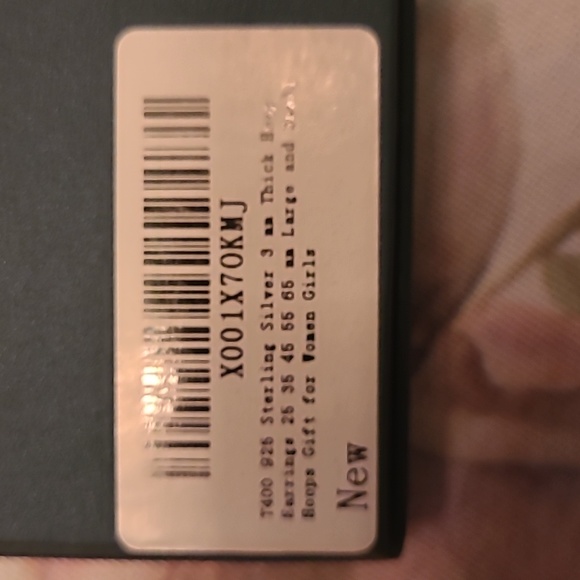 X001X7OKMJ
T400 925 Sterling Silver 3 mm Thick
Earrings 25 35 45 55 65 mm Large and
Hoops Gift for Women Girls
New